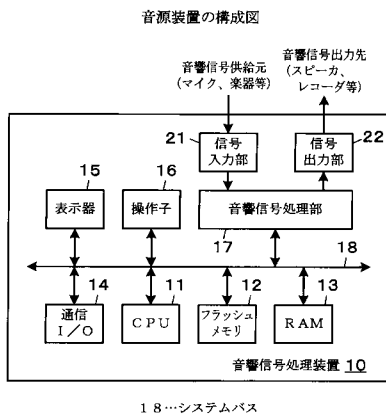 音源装置の構成図
音響信号供給元
(マイク、楽器等)
音響信号出力先
(スピーカ、
レコーダ等)
21
信号
入力部
22
信号
出力部
15
表示器
16
操作子
音響信号処理部
17
18
14
通信
I/O
11
CPU
12
フラッシュ
メモリ
13
RAM
音響信号処理装置 10
18…システムバス